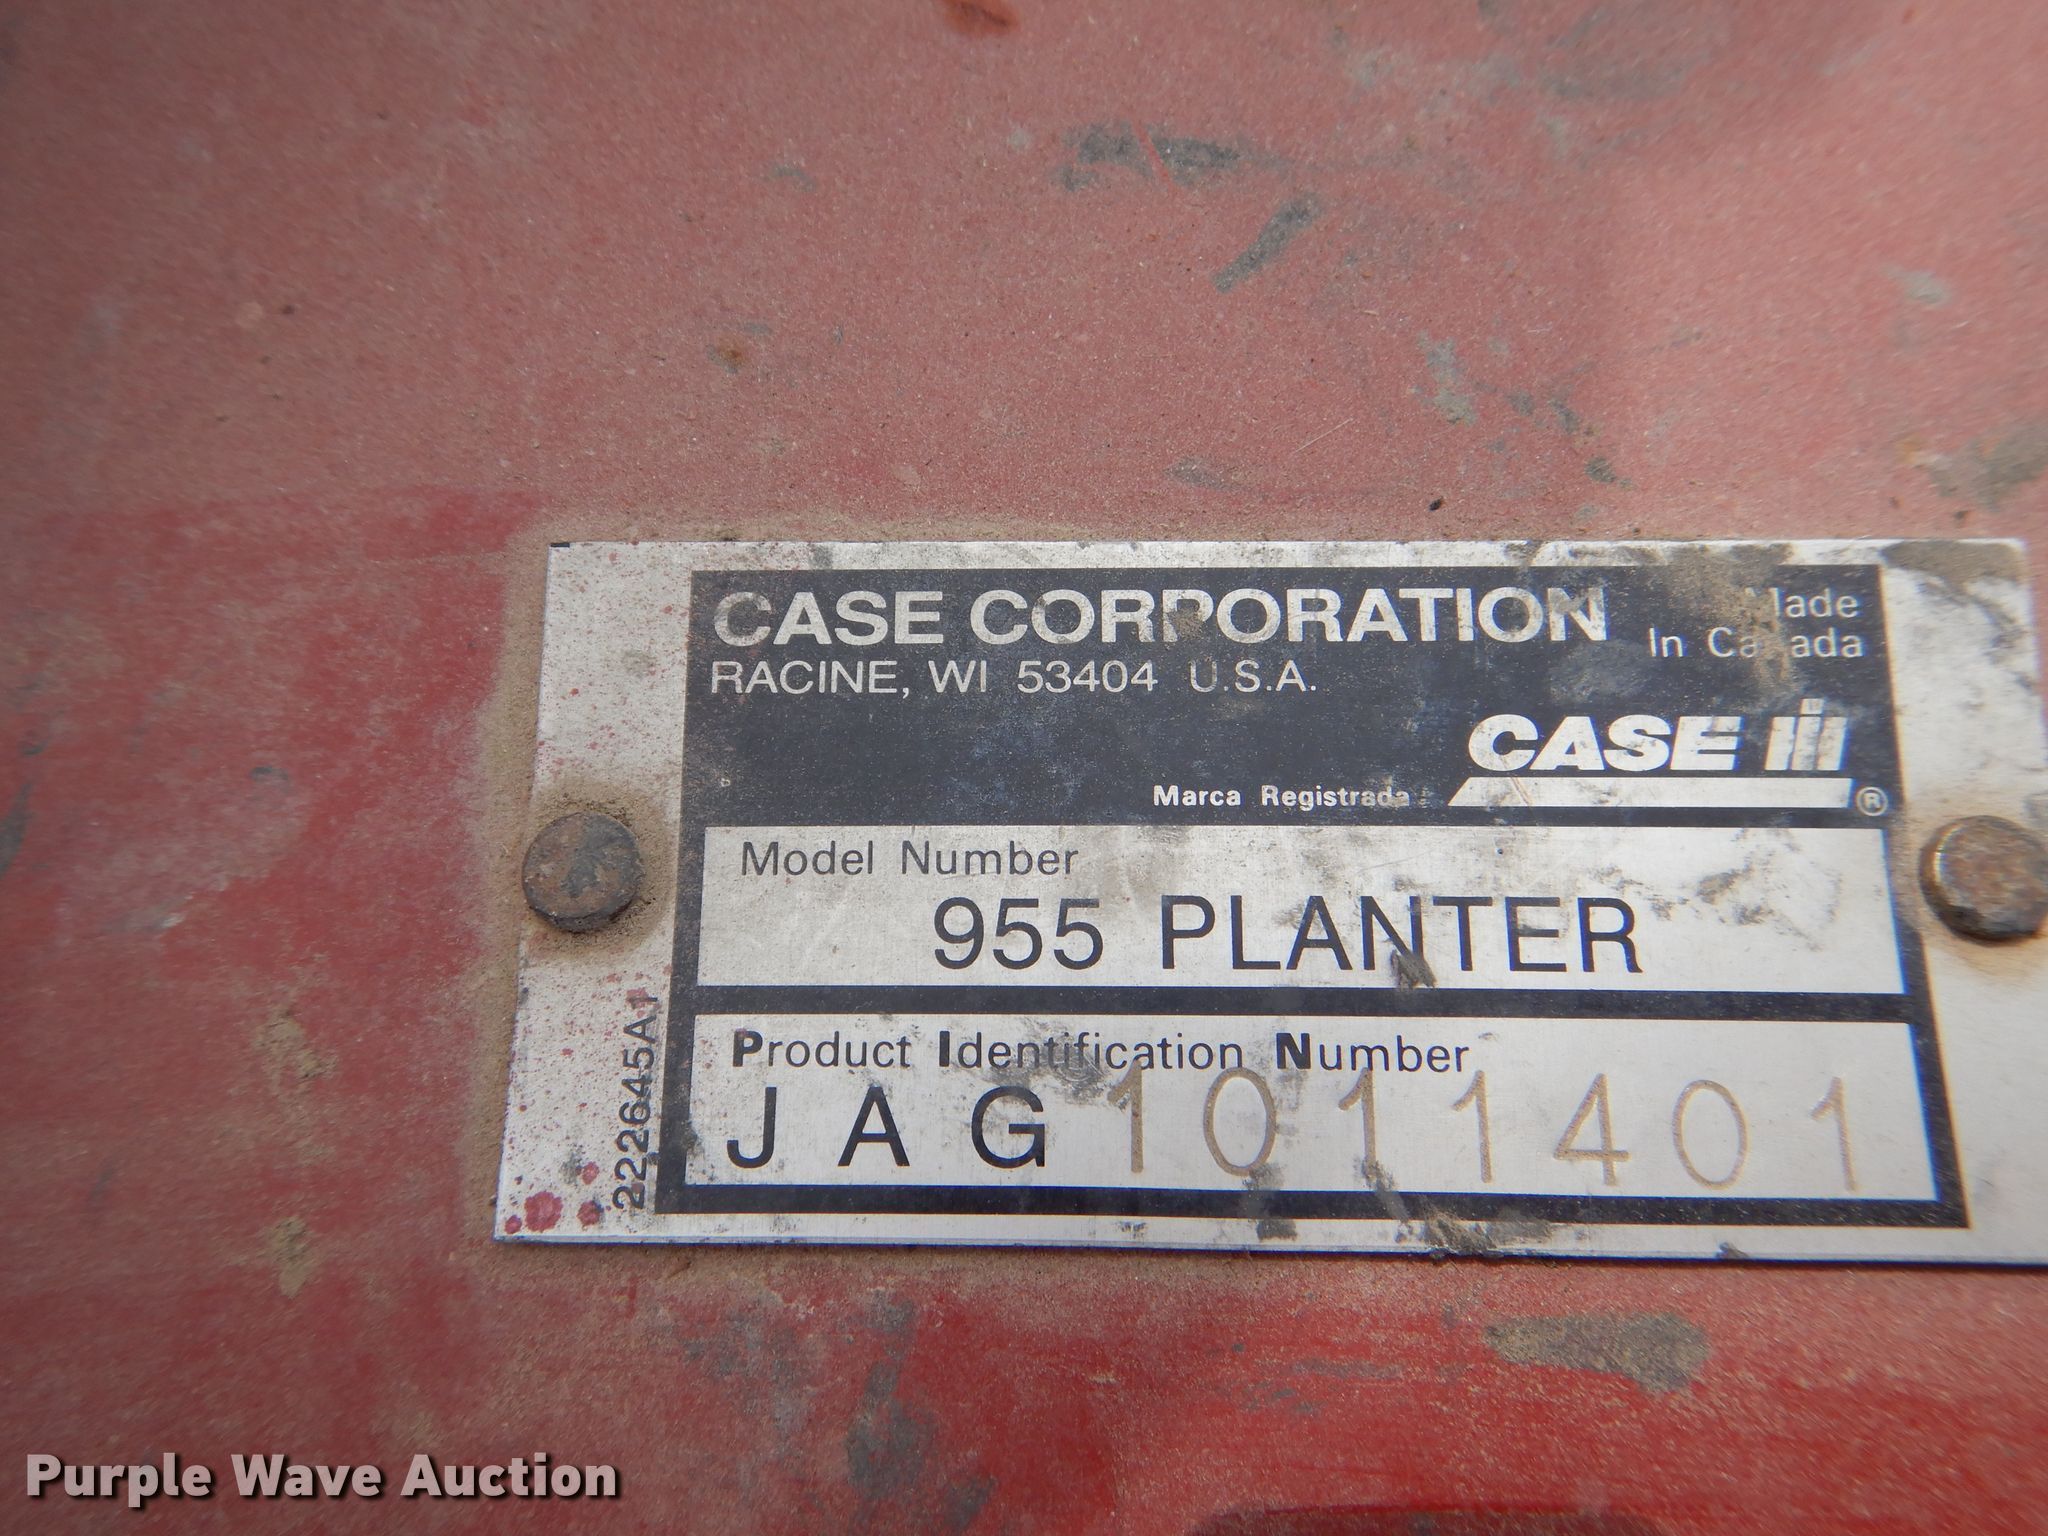 CASE CORPORATION
Made
In Canada
RACINE, WI 53404 U.S.A.
CASE IH
Marca Registrada
®
Model Number
955 PLANTER
Product Identification Number
JAG1011401
222645A1
Purple Wave Auction